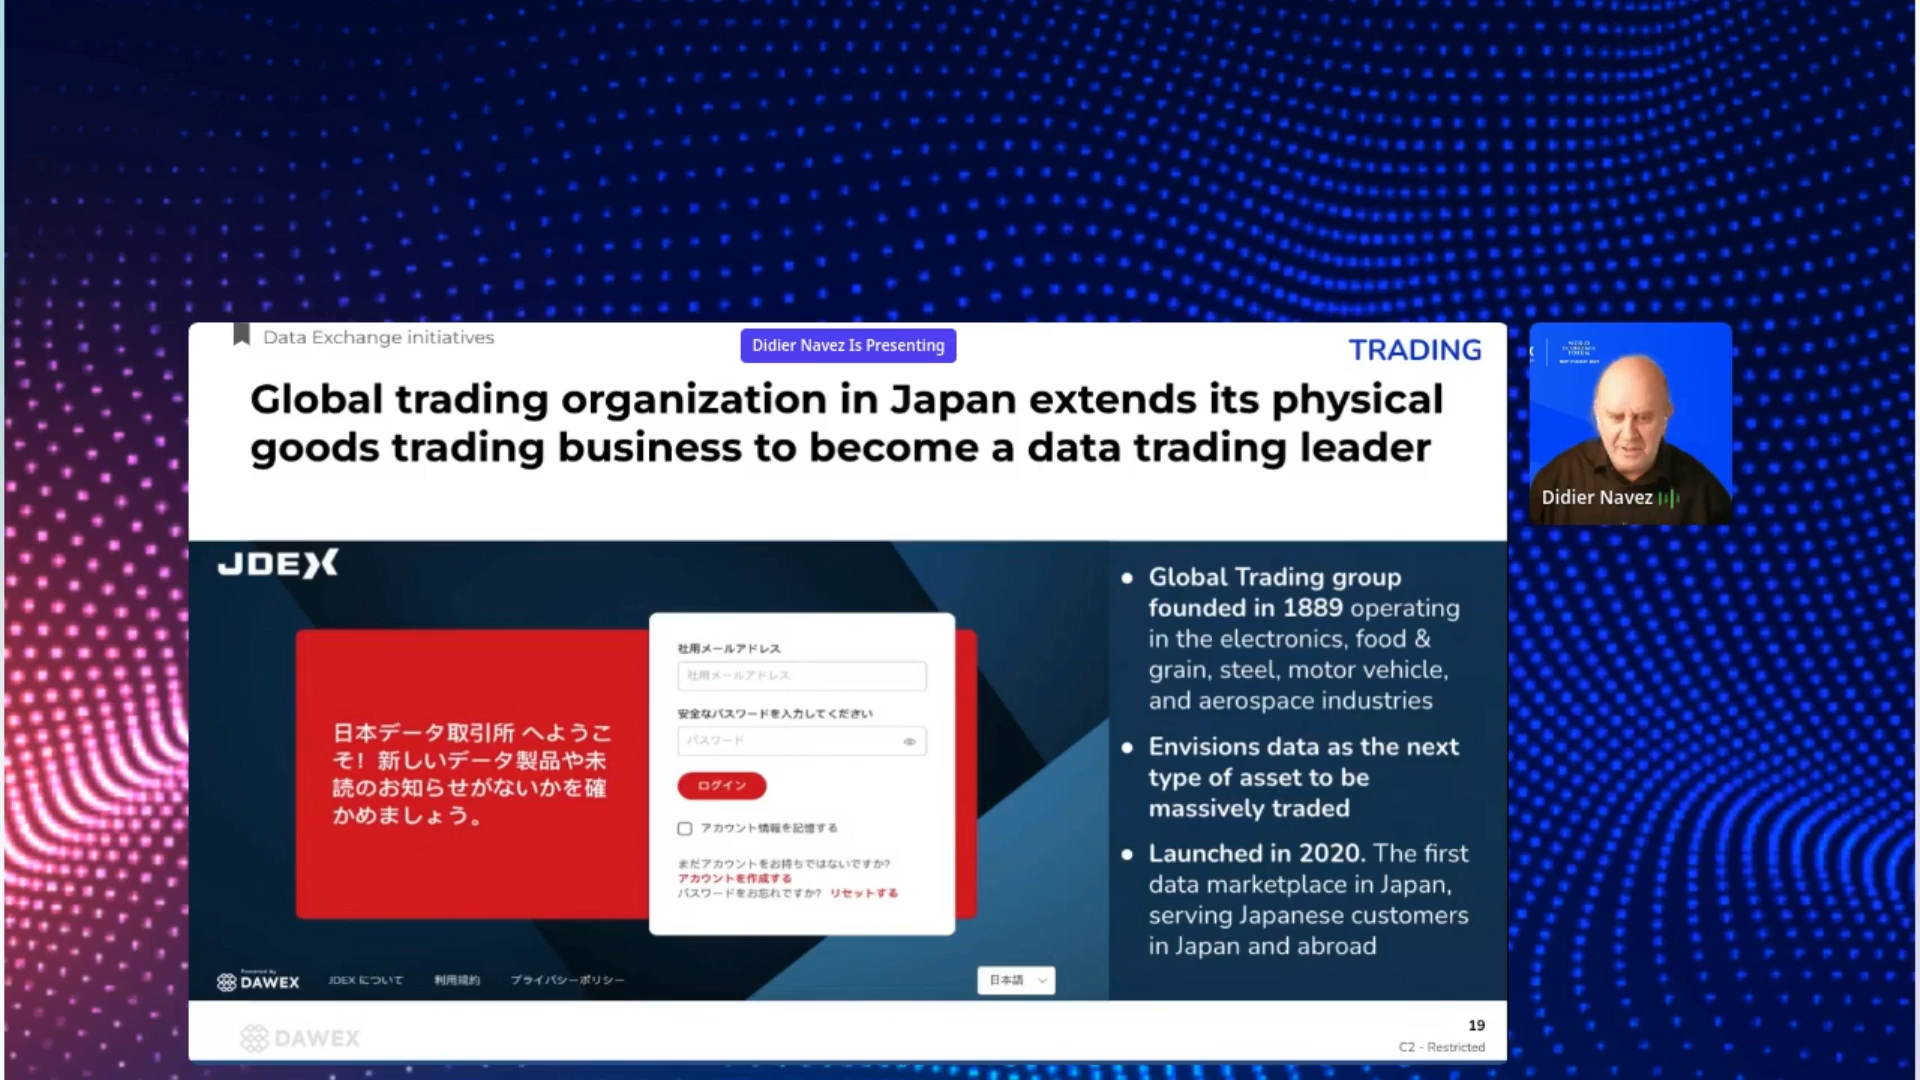 Data Exchange initiatives
Didier Navez Is Presenting
TRADING
Global trading organization in Japan extends its physical
goods trading business to become a data trading leader
Didier Navez
JDEX
日本データ取引所 へようこ
そ! 新しいデータ製品や未
読のお知らせがないかを確
かめましょう。
社用メールアドレス
社用メールアドレス
安全なパスワードを入力してください
パスワード
ログイン
アカウント情報を記憶する
まだアカウントをお持ちではないですか?
アカウントを作成する
パスワードをお忘れですか? リセットする
Powered by
DAWEX
JDEX について
利用規約
プライバシーポリシー
日本語
● Global Trading group
founded in 1889 operating
in the electronics, food &
grain, steel, motor vehicle,
and aerospace industries
● Envisions data as the next
type of asset to be
massively traded
● Launched in 2020. The first
data marketplace in Japan,
serving Japanese customers
in Japan and abroad
DAWEX
19
C2 - Restricted